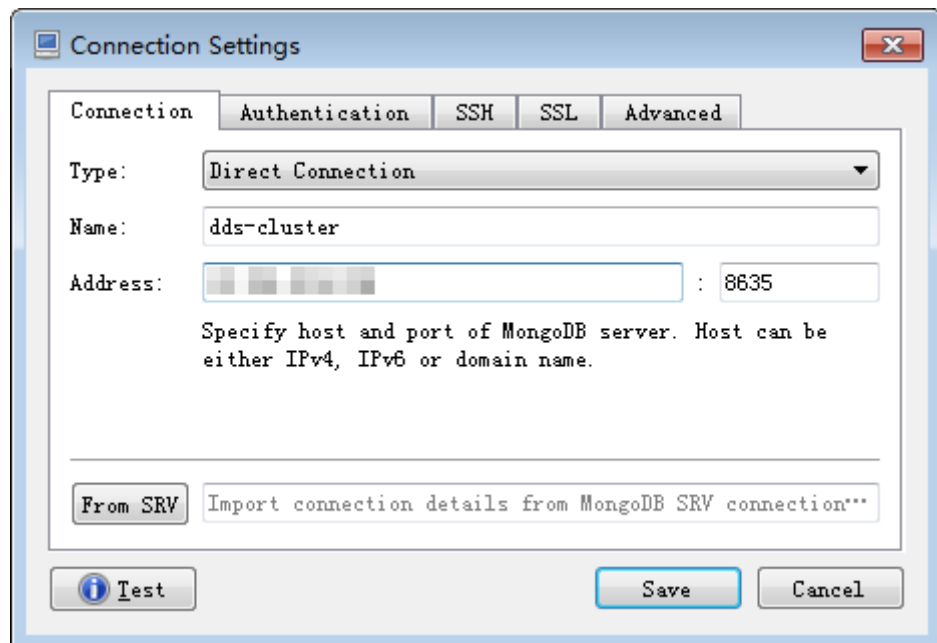 Connection Settings
Connection Authentication SSH SSL Advanced
Type: Direct Connection
Name: dds-cluster
Address: : 8635
Specify host and port of MongoDB server. Host can be
either IPv4, IPv6 or domain name.
From SRV Import connection details from MongoDB SRV connection...
Test Save Cancel